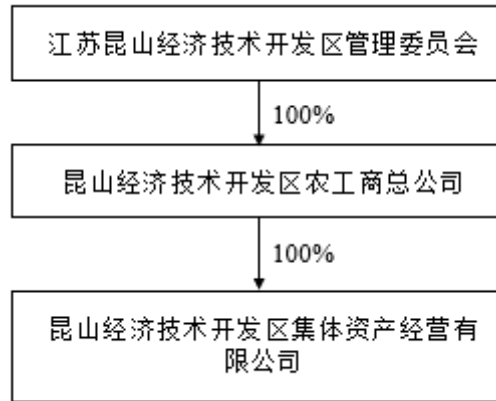 江苏昆山经济技术开发区管理委员会
100%
昆山经济技术开发区农工商总公司
100%
昆山经济技术开发区集体资产经营有
限公司